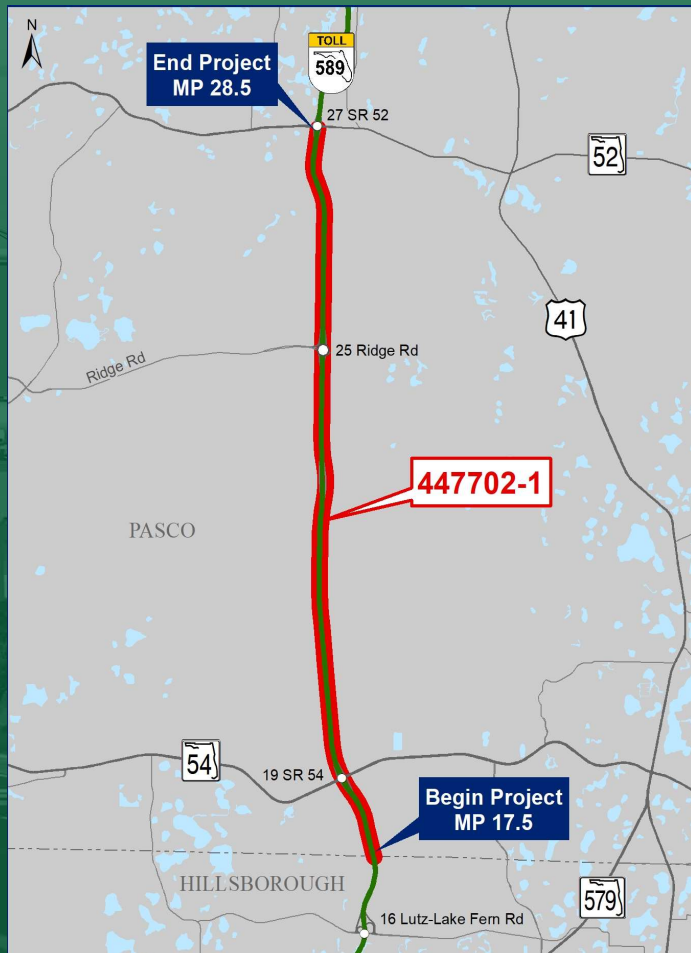 N
TOLL
589
End Project
MP 28.5
27 SR 52
52
41
25 Ridge Rd
Ridge Rd
447702-1
PASCO
54
19 SR 54
Begin Project
MP 17.5
HILLSBOROUGH
579
16 Lutz-Lake Fern Rd